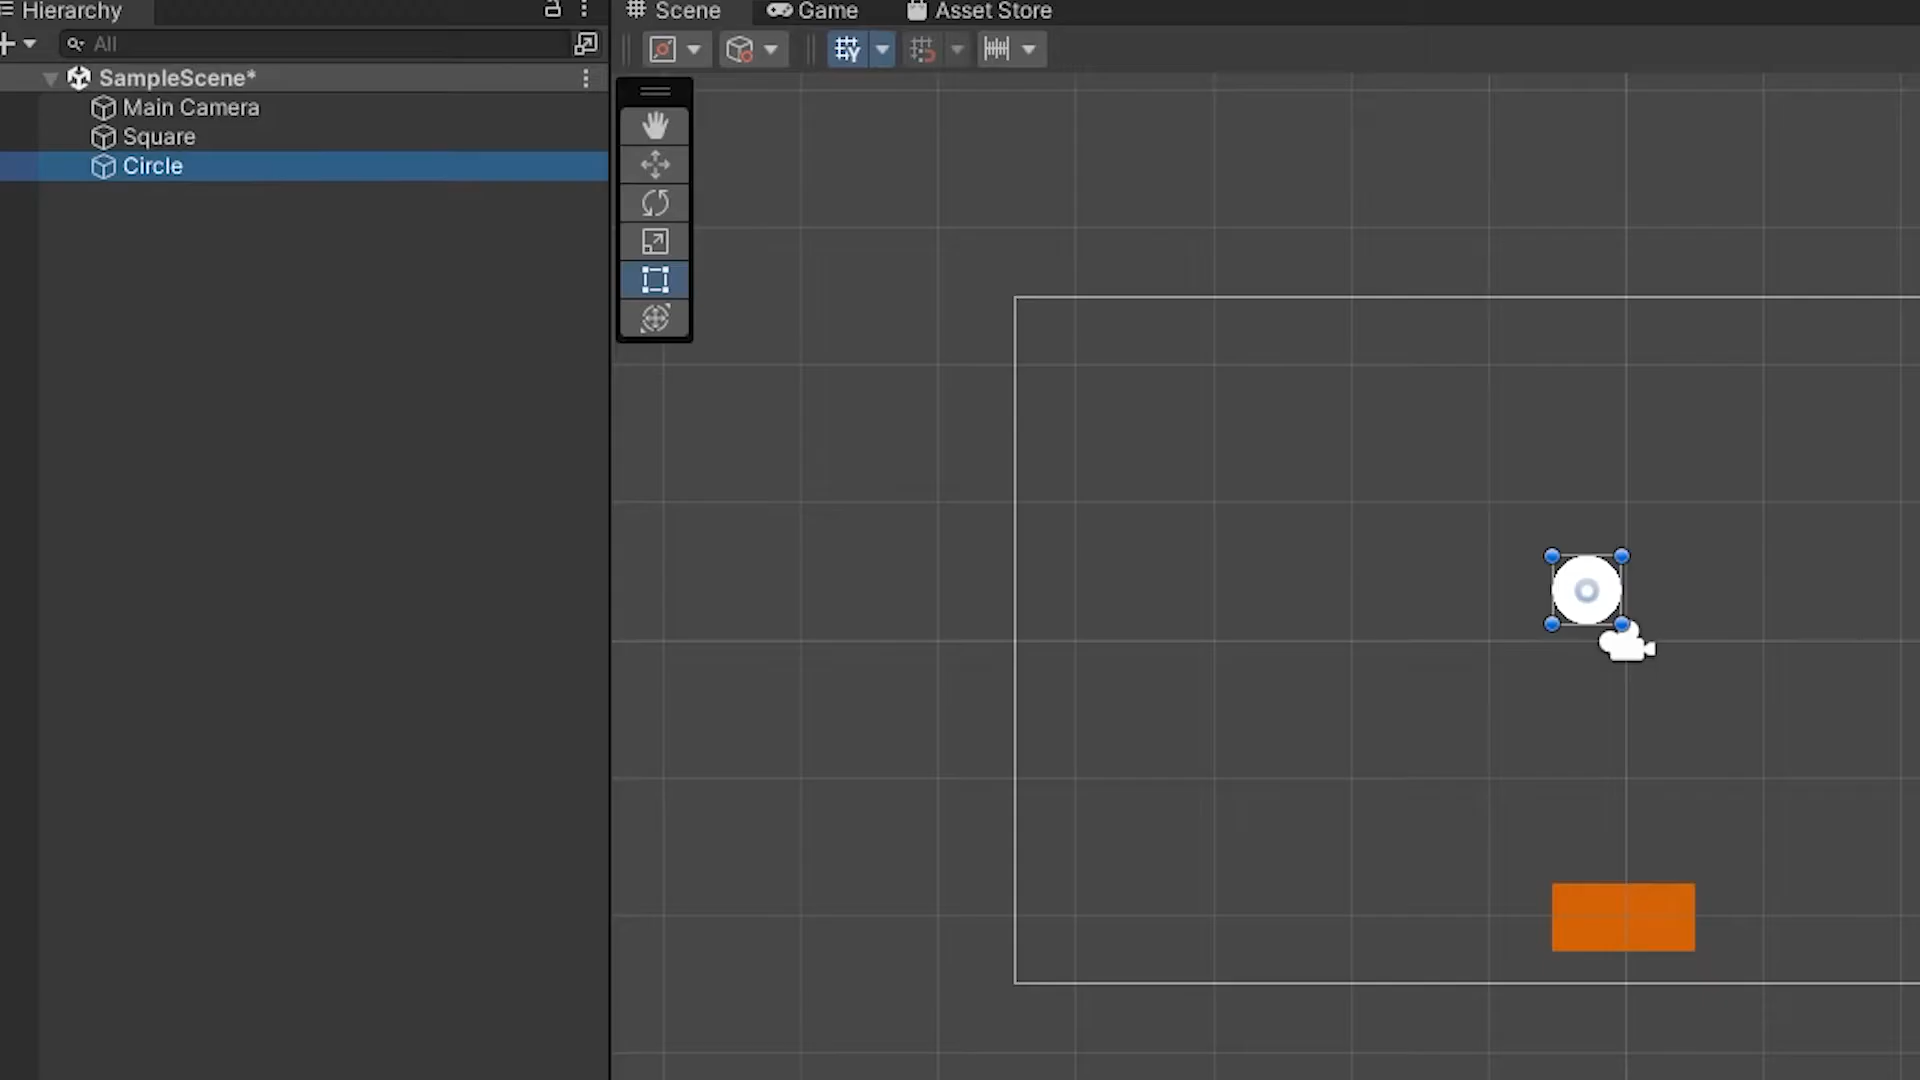 Hierarchy
Scene
Game
Asset Store
All
SampleScene*
Main Camera
Square
Circle